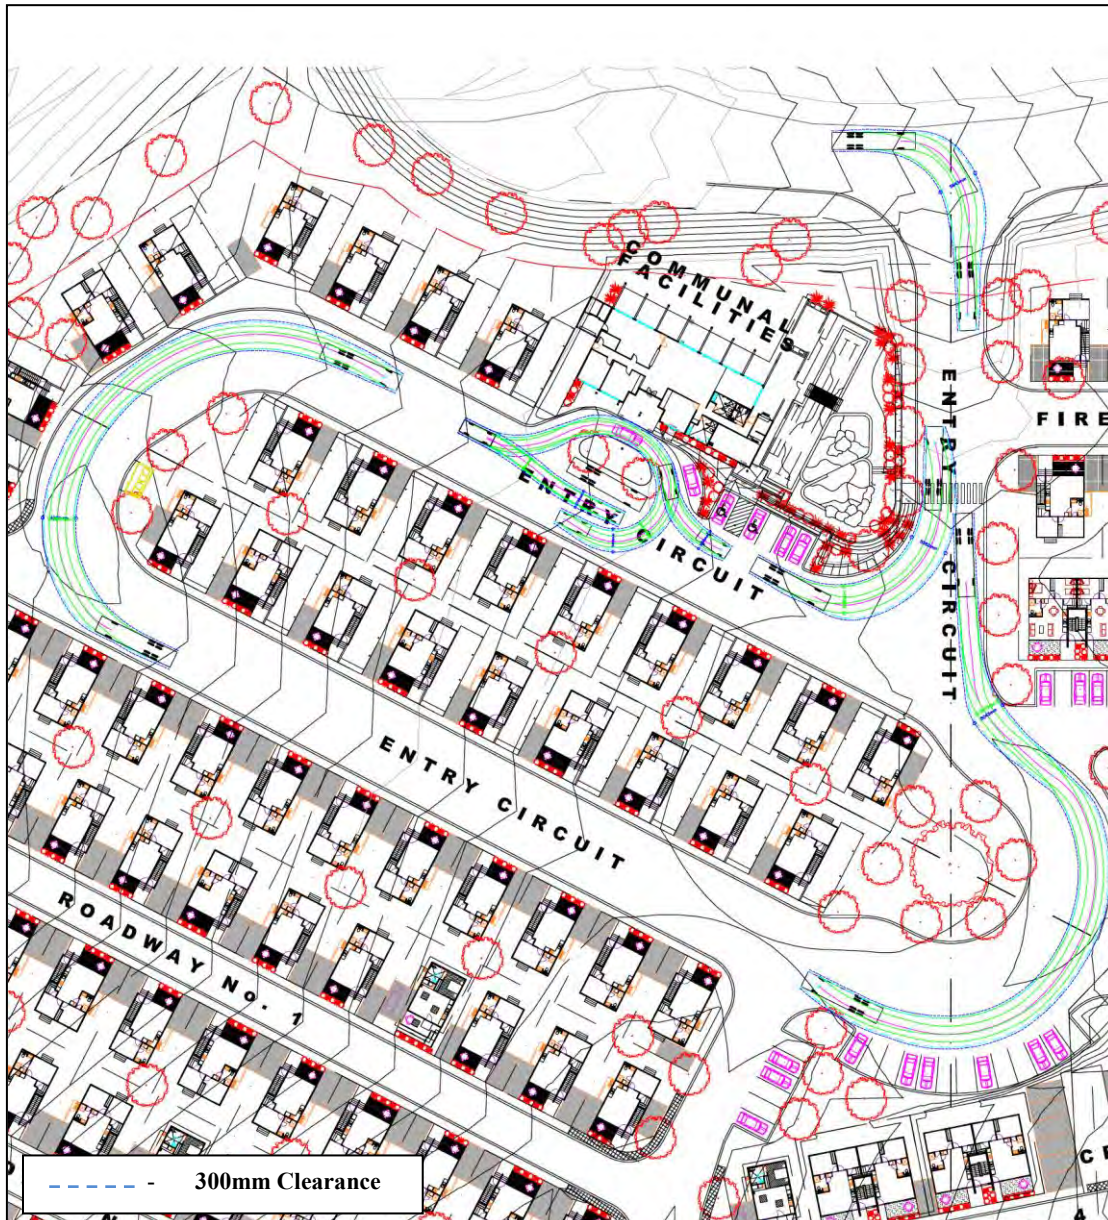 COMMUNAL
FACILITIES
ENTRY CIRCUIT
FIRE
ENTRY CIRCUIT
ENTRY CIRCUIT
ROADWAY No. 1
- 300mm Clearance